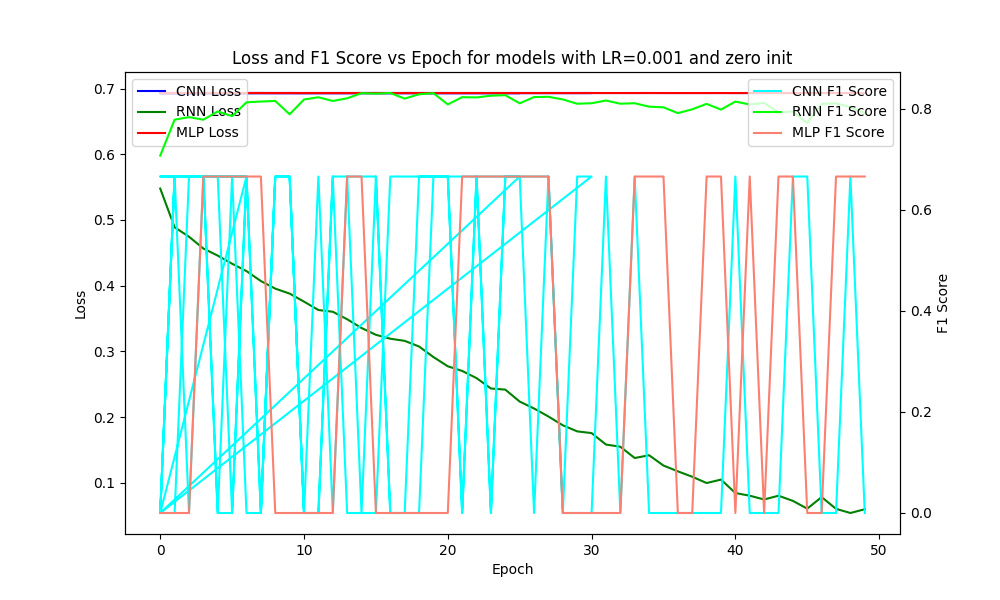 Loss and F1 Score vs Epoch for models with LR=0.001 and zero init
CNN Loss
RNN Loss
MLP Loss
CNN F1 Score
RNN F1 Score
MLP F1 Score
0.7
0.6
0.5
0.4
0.3
0.2
0.1
Loss
0.8
0.6
0.4
0.2
0.0
F1 Score
0 10 20 30 40 50
Epoch